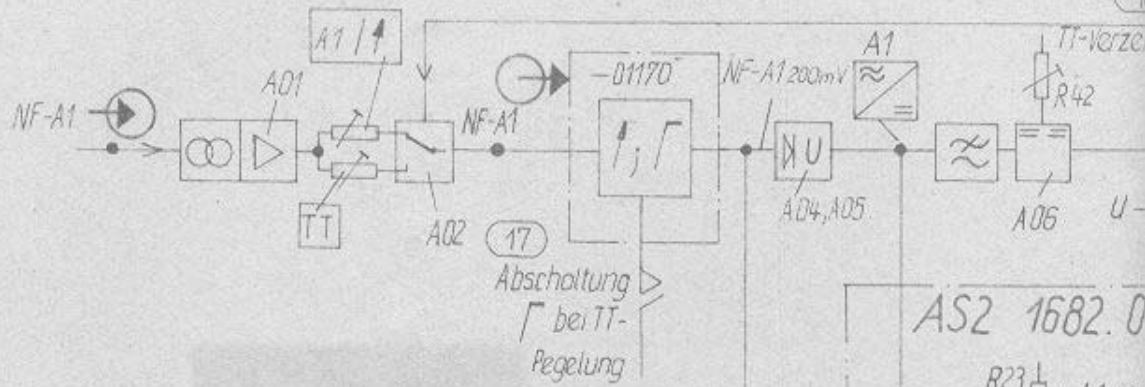 A1/
A1
TT-Verze
A01
-01170
NF-A1 200mV
R42
NF-A1
NF-A1
U
TT
A02
17
A04, A05
A06
U-
Abschaltung
bei TT-
Pegelung
AS2 1682.0
R23